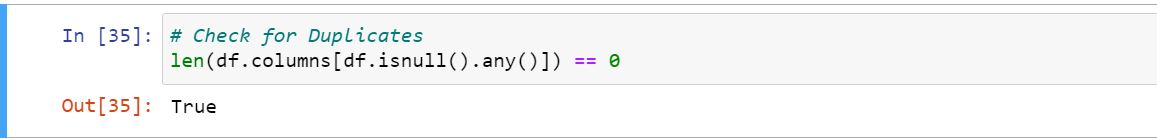 In [35]: # Check for Duplicates
len(df.columns[df.isnull().any()]) == 0
Out[35]: True